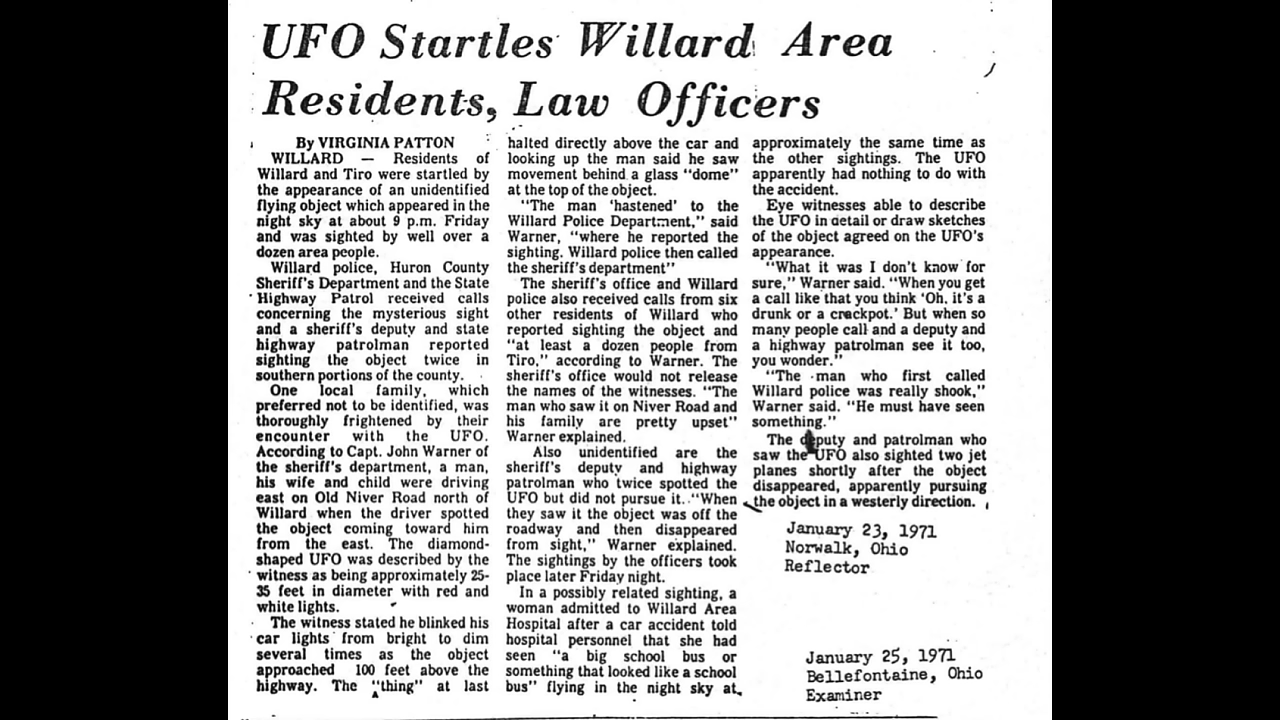 UFO Startles Willard Area
Residents, Law Officers
By VIRGINIA PATTON
WILLARD — Residents of
Willard and Tiro were startled by
the appearance of an unidentified
flying object which appeared in the
night sky at about 9 p.m. Friday
and was sighted by well over a
dozen area people.
Willard police, Huron County
Sheriff's Department and the State
Highway Patrol received calls
concerning the mysterious sight
and a sheriff's deputy and state
highway patrolman reported
sighting the object twice in
southern portions of the county.
One local family, which
preferred not to be identified, was
thoroughly frightened by their
encounter with the UFO.
According to Capt. John Warner of
the sheriff's department, a man,
his wife and child were driving
east on Old Niver Road north of
Willard when the driver spotted
the object coming toward him
from the east. The diamond-
shaped UFO was described by the
witness as being approximately 25-
35 feet in diameter with red and
white lights.
The witness stated he blinked his
car lights from bright to dim
several times as the object
approached 100 feet above the
highway. The "thing" at last
halted directly above the car and
looking up the man said he saw
movement behind a glass "dome"
at the top of the object.
"The man 'hastened' to the
Willard Police Department," said
Warner, "where he reported the
sighting. Willard police then called
the sheriff's department"
The sheriff's office and Willard
police also received calls from six
other residents of Willard who
reported sighting the object and
"at least a dozen people from
Tiro," according to Warner. The
sheriff's office would not release
the names of the witnesses. "The
man who saw it on Niver Road and
his family are pretty upset"
Warner explained.
Also unidentified are the
sheriff's deputy and highway
patrolman who twice spotted the
UFO but did not pursue it. "When
they saw it the object was off the
roadway and then disappeared
from sight," Warner explained.
The sightings by the officers took
place later Friday night.
In a possibly related sighting, a
woman admitted to Willard Area
Hospital after a car accident told
hospital personnel that she had
seen "a big school bus or
something that looked like a school
bus" flying in the night sky at
approximately the same time as
the other sightings. The UFO
apparently had nothing to do with
the accident.
Eye witnesses able to describe
the UFO in detail or draw sketches
of the object agreed on the UFO's
appearance.
"What it was I don't know for
sure," Warner said. "When you get
a call like that you think 'Oh, it's a
drunk or a crackpot.' But when so
many people call and a deputy and
a highway patrolman see it too,
you wonder."
"The man who first called
Willard police was really shook,"
Warner said. "He must have seen
something."
The deputy and patrolman who
saw the UFO also sighted two jet
planes shortly after the object
disappeared, apparently pursuing
the object in a westerly direction.
January 23, 1971
Norwalk, Ohio
Reflector
January 25, 1971
Bellefontaine, Ohio
Examiner